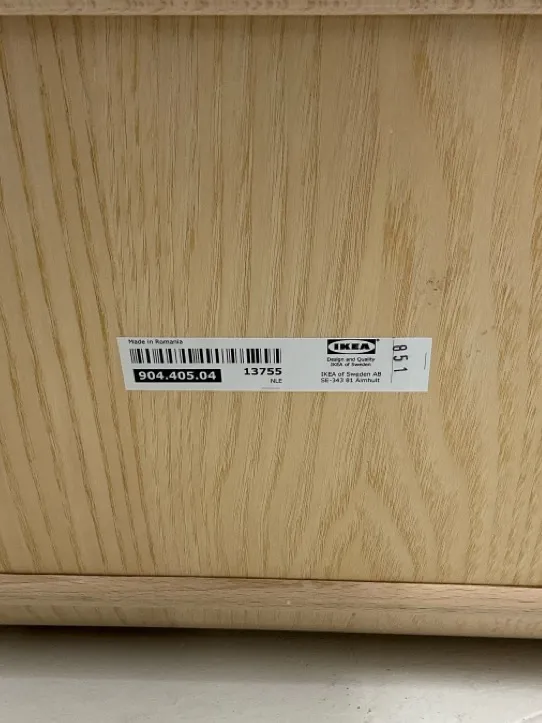 Made in Romania
904.405.04
13755
NLE
IKEA
Design and Quality
IKEA of Sweden
IKEA of Sweden AB
SE-343 81 Älmhult
851